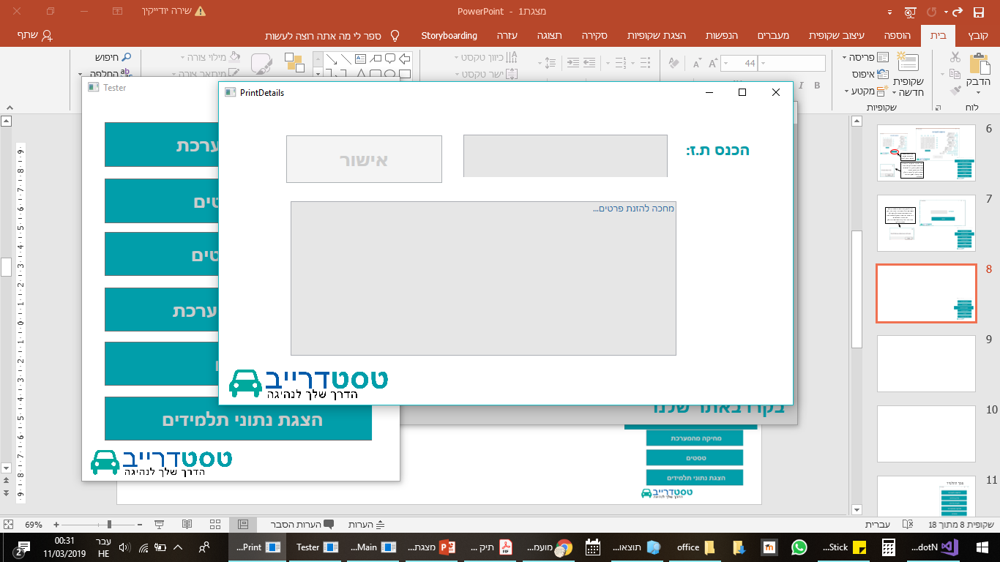 מצגת1 - PowerPoint
שירה יודייקין
קובץ
בית
הוספה
עיצוב שקופית
מעברים
הנפשות
הצגת שקופיות
סקירה
תצוגה
עזרה
Storyboarding
ספר לי מה אתה רוצה לעשות
שתף
הדבק
לוח
שקופית
חדשה
פריסה
איפוס
מקטע
שקופיות
44
I B
כיוון טקסט
ישר טקסט
מילוי צורה
מיתאר צורה
חיפוש
החלפה
Tester
ערכת
טים
טים
ערכת
הצגת נתוני תלמידים
טסטדרייב
הדרך שלך לנהיגה
PrintDetails
הכנס ת.ז:
אישור
מחכה להזנת פרטים...
טסטדרייב
הדרך שלך לנהיגה
בקרו באתר שלנו
מחיקה מהמערכת
טסטים
הצגת נתוני תלמידים
טסטדרייב
הדרך שלך לנהיגה
6
7
8
9
10
11
שקופית 8 מתוך 18
עברית
הערות
הערות הסבר
69%
dotN...
Stick...
office
תוצאו...
מועמ...
תיק ...
מצגת...
Main...
Tester
Print...
עבר
HE
00:31
11/03/2019
2